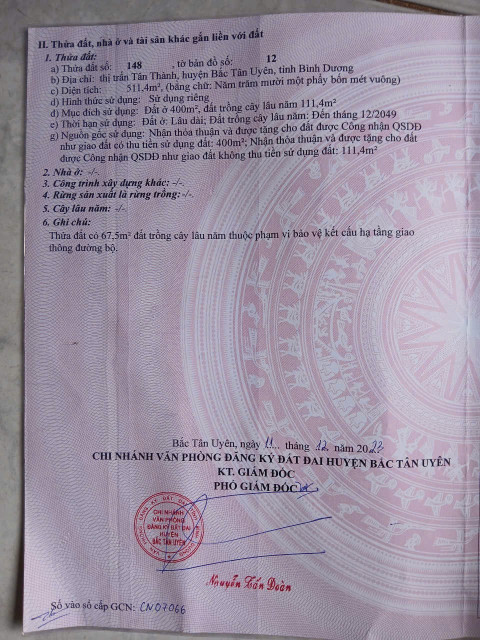 II. Thửa đất, nhà ở và tài sản khác gắn liền với đất
1. Thửa đất:
a) Thửa đất số: 148 , tờ bản đồ số: 12
b) Địa chỉ: thị trấn Tân Thành, huyện Bắc Tân Uyên, tỉnh Bình Dương
c) Diện tích: 511,4m², (bằng chữ: Năm trăm mười một phẩy bốn mét vuông)
d) Hình thức sử dụng: Sử dụng riêng
đ) Mục đích sử dụng: Đất ở 400m², đất trồng cây lâu năm 111,4m²
e) Thời hạn sử dụng: Đất ở: Lâu dài; Đất trồng cây lâu năm: Đến tháng 12/2049
g) Nguồn gốc sử dụng: Nhận thỏa thuận và được tặng cho đất được Công nhận QSDĐ
như giao đất có thu tiền sử dụng đất: 400m²; Nhận thỏa thuận và được tặng cho đất
được Công nhận QSDĐ như giao đất không thu tiền sử dụng đất: 111,4m²
2. Nhà ở: -/-.
3. Công trình xây dựng khác: -/-.
4. Rừng sản xuất là rừng trồng: -/-.
5. Cây lâu năm: -/-.
6. Ghi chú:
Thửa đất có 67,5m² đất trồng cây lâu năm thuộc phạm vi bảo vệ kết cấu hạ tầng giao
thông đường bộ.
Bắc Tân Uyên, ngày 11 tháng 12 năm 2023
CHI NHÁNH VĂN PHÒNG ĐĂNG KÝ ĐẤT ĐAI HUYỆN BẮC TÂN UYÊN
KT. GIÁM ĐỐC
PHÓ GIÁM ĐỐC
CHI NHÁNH
VĂN PHÒNG
ĐĂNG KÝ ĐẤT ĐAI
HUYỆN
BẮC TÂN UYÊN
Nguyễn Tấn Đoàn
Số vào sổ cấp GCN: CN07066